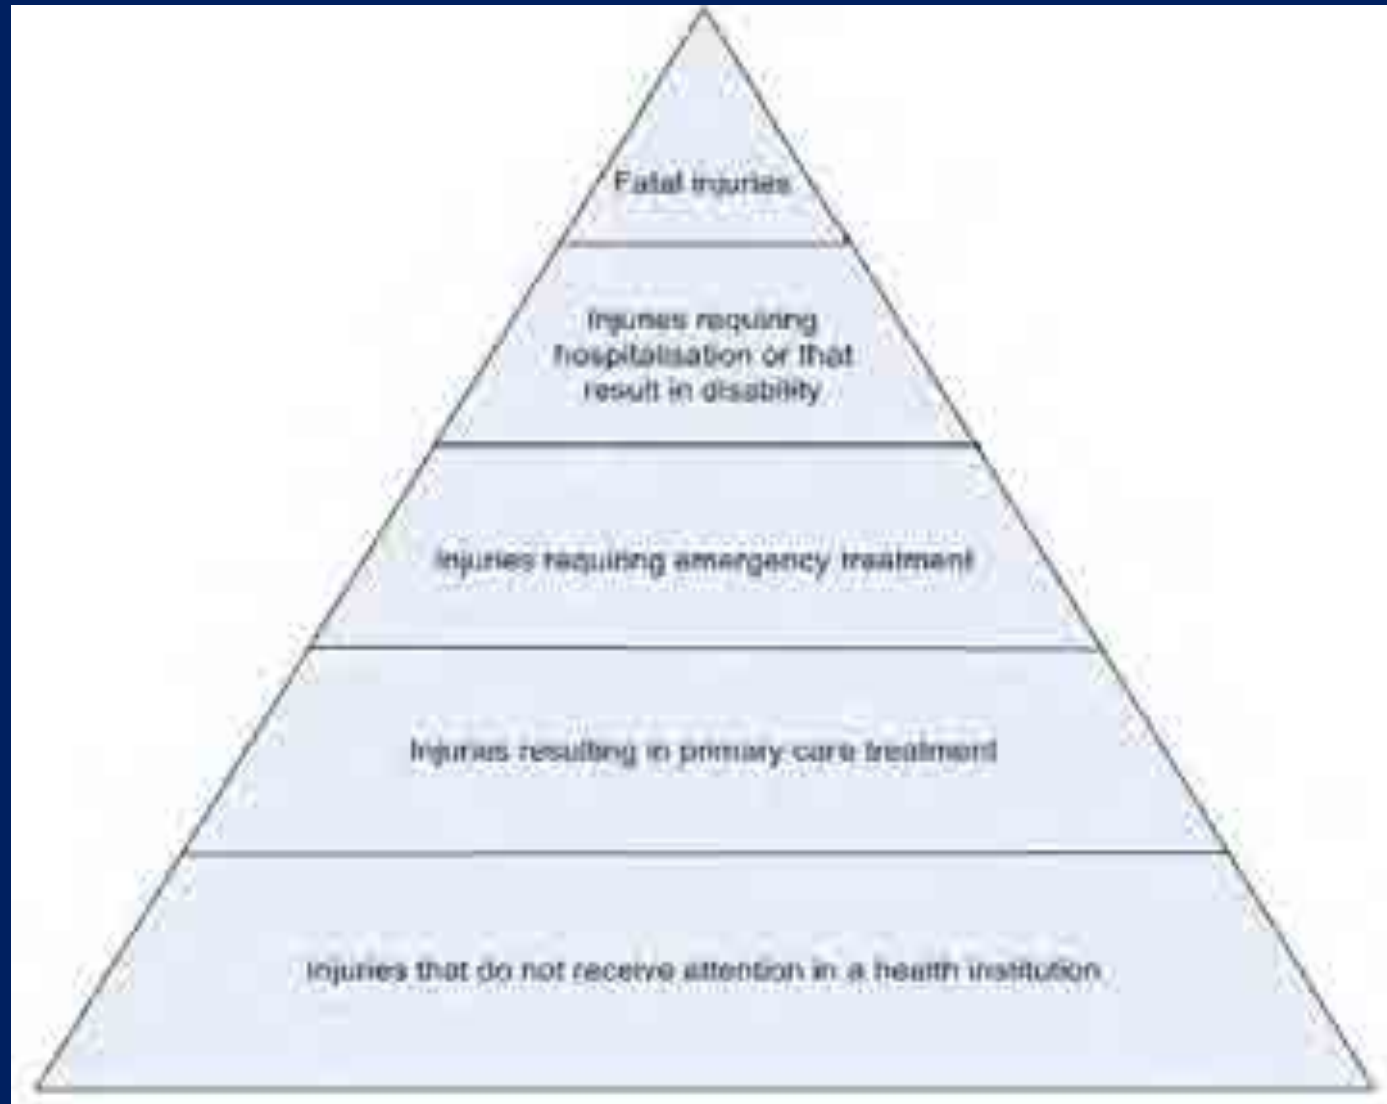 Fatal injuries
Injuries requiring
hospitalisation or that
result in disability
Injuries requiring emergency treatment
Injuries resulting in primary care treatment
Injuries that do not receive attention in a health institution